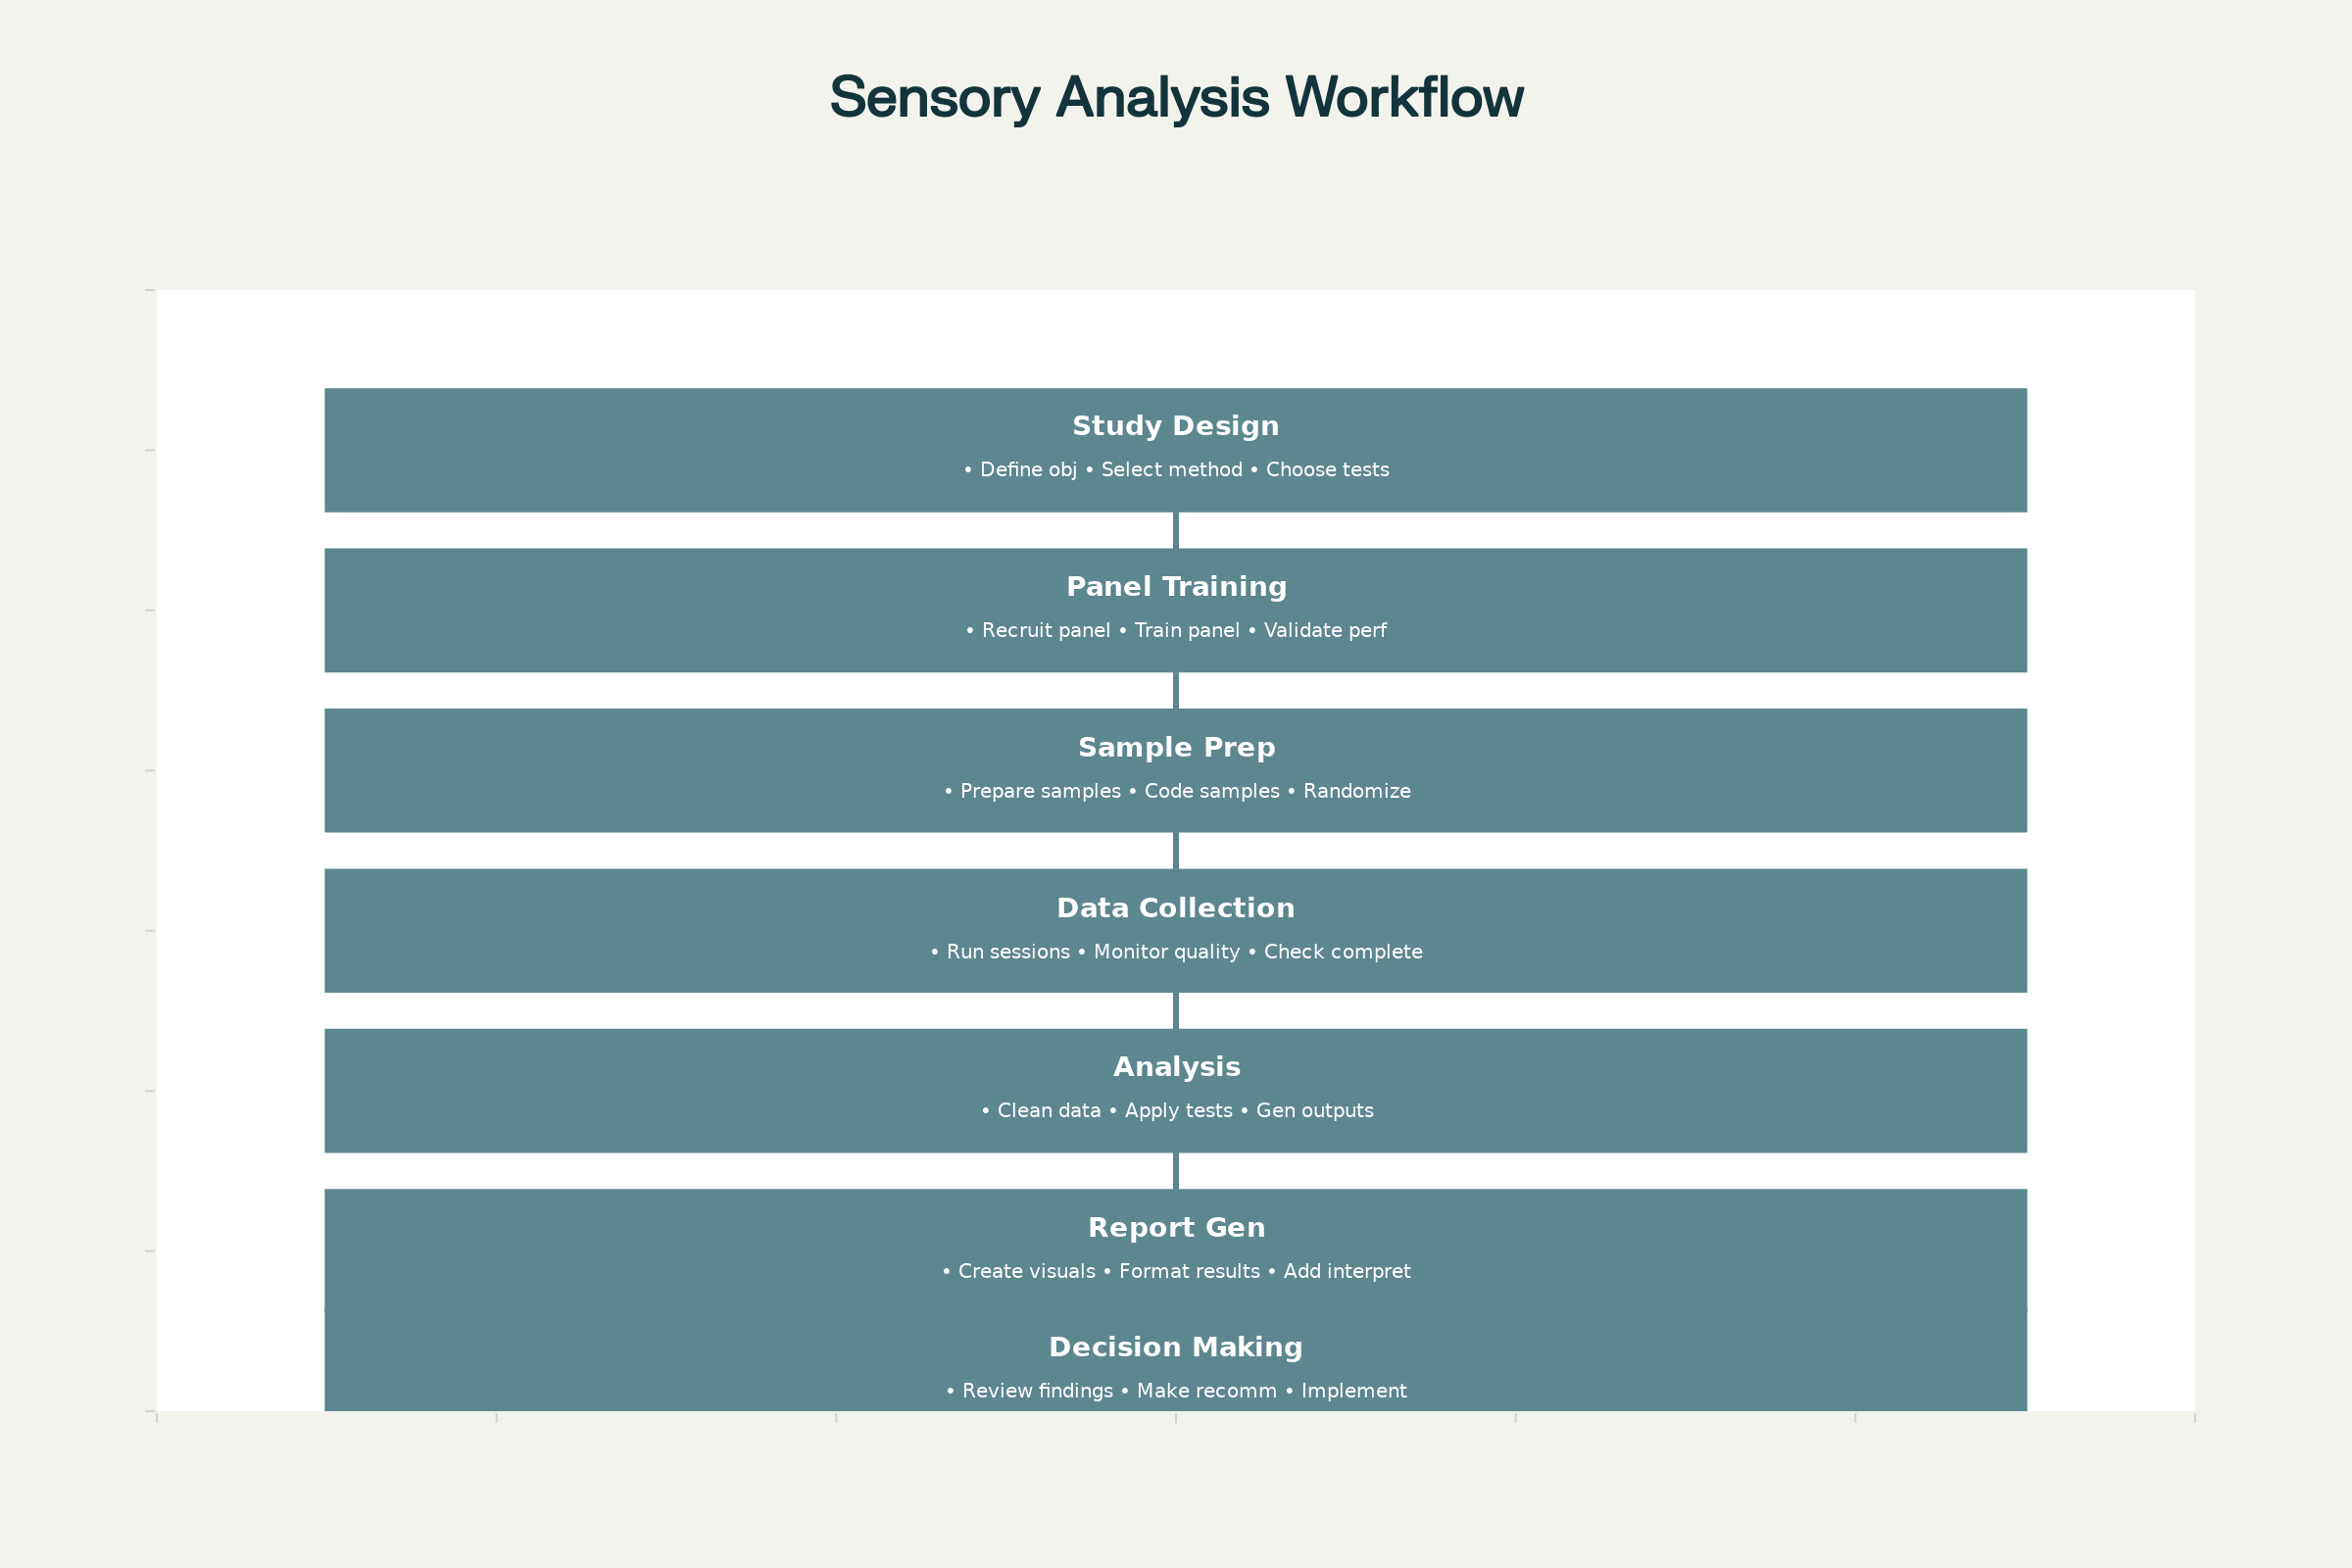 Sensory Analysis Workflow
Study Design
• Define obj • Select method • Choose tests
Panel Training
• Recruit panel • Train panel • Validate perf
Sample Prep
• Prepare samples • Code samples • Randomize
Data Collection
• Run sessions • Monitor quality • Check complete
Analysis
• Clean data • Apply tests • Gen outputs
Report Gen
• Create visuals • Format results • Add interpret
Decision Making
• Review findings • Make recomm • Implement